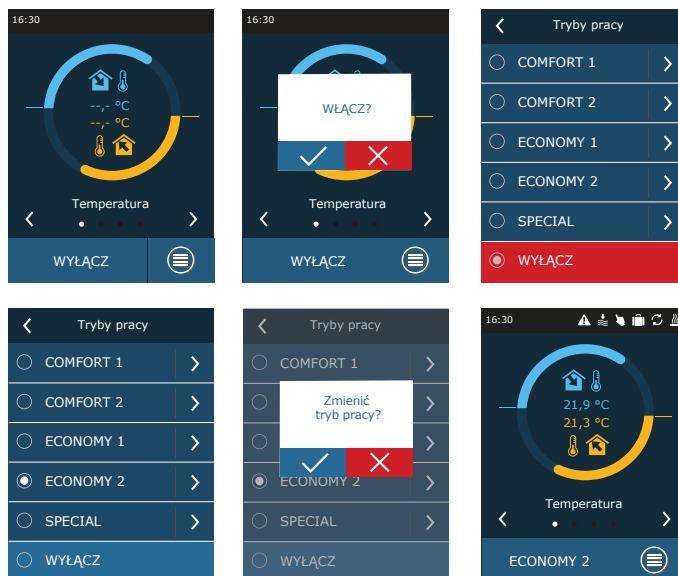 16:30
--,- °C
--,- °C
Temperatura
WYŁĄCZ
16:30
WŁĄCZ?
Temperatura
WYŁĄCZ
Tryby pracy
COMFORT 1
COMFORT 2
ECONOMY 1
ECONOMY 2
SPECIAL
WYŁĄCZ
Tryby pracy
COMFORT 1
COMFORT 2
ECONOMY 1
ECONOMY 2
SPECIAL
WYŁĄCZ
Tryby pracy
COMFORT 1
Zmienić
tryb pracy?
ECONOMY 2
SPECIAL
WYŁĄCZ
16:30
21,9 °C
21,3 °C
Temperatura
ECONOMY 2